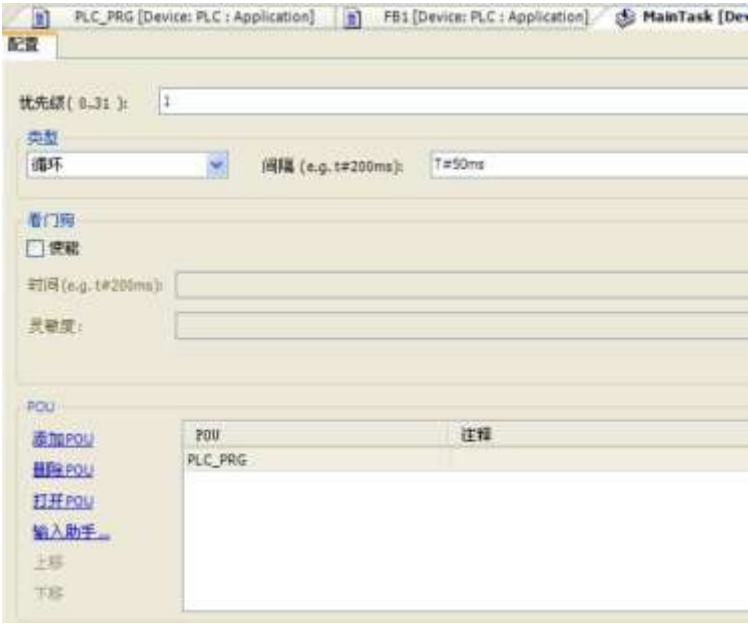 PLC_PRG [Device: PLC : Application] FB1 [Device: PLC : Application] MainTask [Dev
配置
优先级( 0..31 ): 1
类型
循环 间隔 (e.g. t#200ms): T#50ms
看门狗
使能
时间(e.g. t#200ms):
灵敏度:
POU
添加POU POU 注释
删除POU PLC_PRG
打开POU
输入助手...
上移
下移